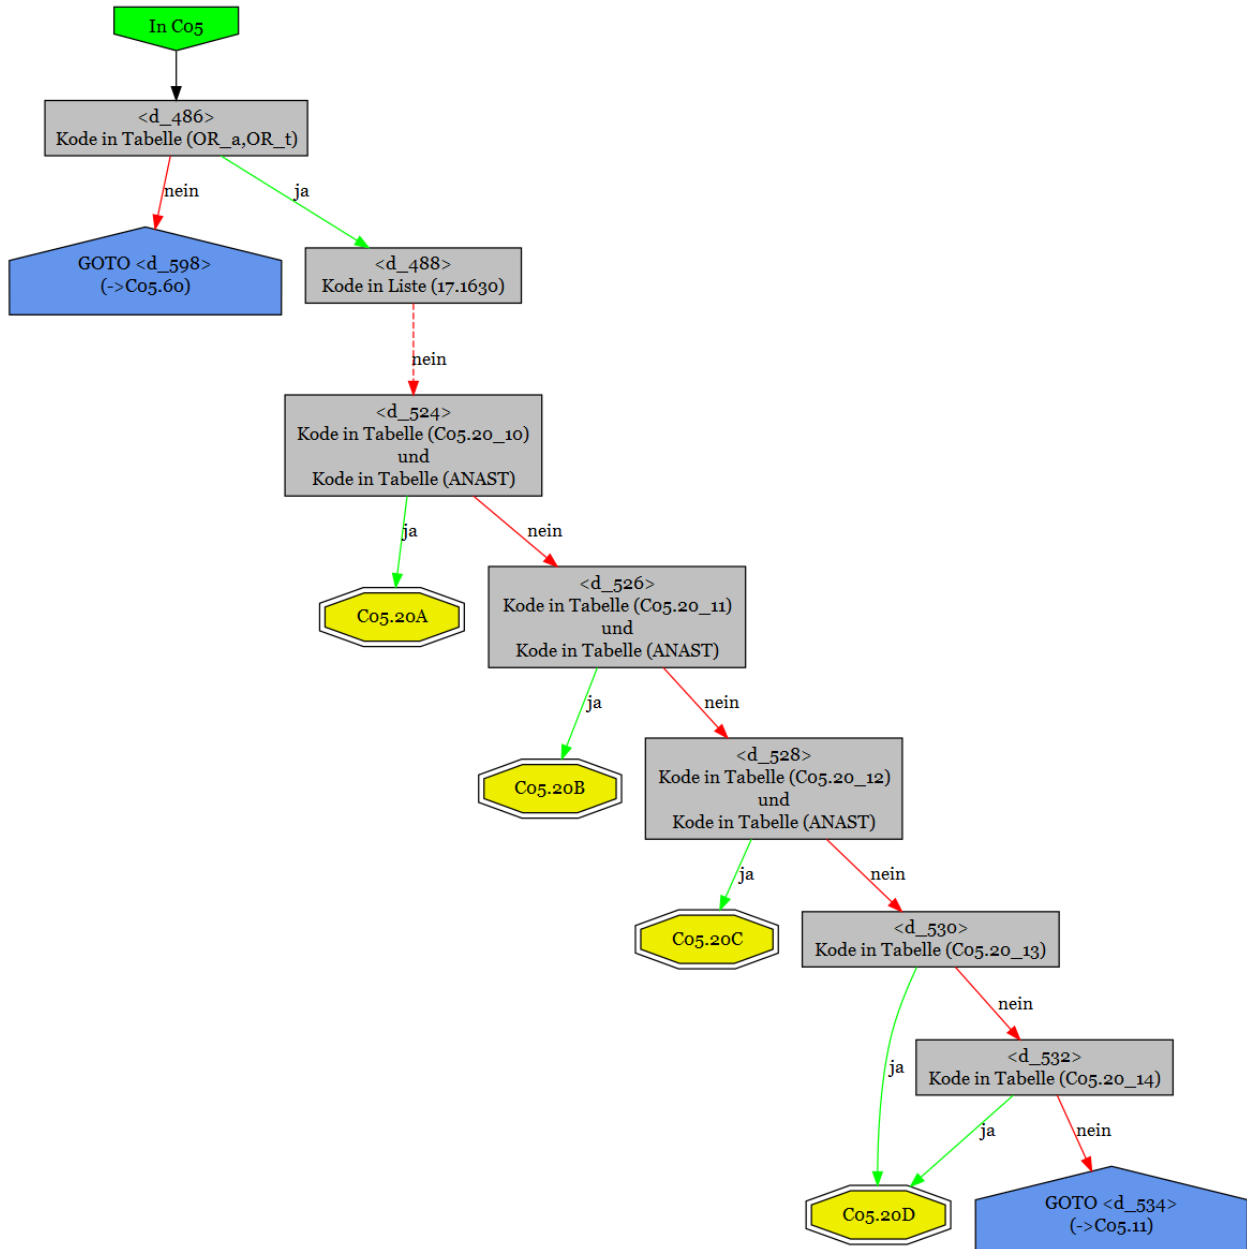 In C05
<d_486>
Kode in Tabelle (OR_a,OR_t)
nein
ja
GOTO <d_598>
(->C05.60)
<d_488>
Kode in Liste (17.1630)
nein
<d_524>
Kode in Tabelle (C05.20_10)
und
Kode in Tabelle (ANAST)
ja
nein
C05.20A
<d_526>
Kode in Tabelle (C05.20_11)
und
Kode in Tabelle (ANAST)
ja
nein
C05.20B
<d_528>
Kode in Tabelle (C05.20_12)
und
Kode in Tabelle (ANAST)
ja
nein
C05.20C
<d_530>
Kode in Tabelle (C05.20_13)
ja
nein
<d_532>
Kode in Tabelle (C05.20_14)
ja
nein
C05.20D
GOTO <d_534>
(->C05.11)